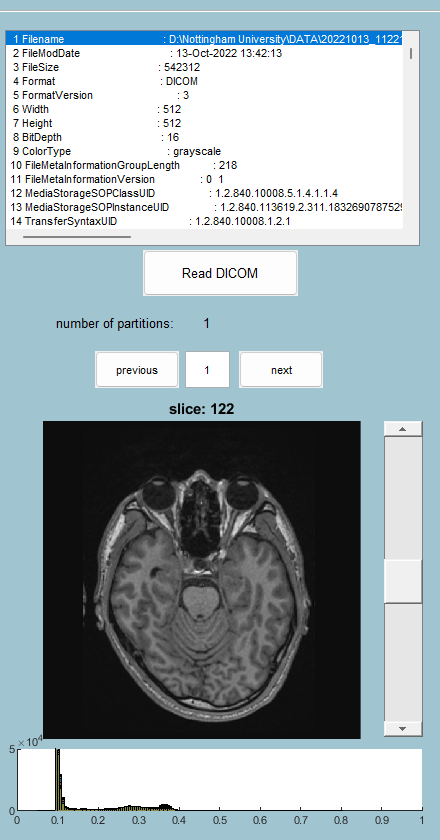 1 Filename : D:\Nottingham University\DATA\20221013_11221
2 FileModDate : 13-Oct-2022 13:42:13
3 FileSize : 542312
4 Format : DICOM
5 FormatVersion : 3
6 Width : 512
7 Height : 512
8 BitDepth : 16
9 ColorType : grayscale
10 FileMetaInformationGroupLength : 218
11 FileMetaInformationVersion : 0 1
12 MediaStorageSOPClassUID : 1.2.840.10008.5.1.4.1.1.4
13 MediaStorageSOPInstanceUID : 1.2.840.113619.2.311.1832690787529
14 TransferSyntaxUID : 1.2.840.10008.1.2.1
Read DICOM
number of partitions: 1
previous 1 next
slice: 122
×10⁴
5
0
0 0.1 0.2 0.3 0.4 0.5 0.6 0.7 0.8 0.9 1